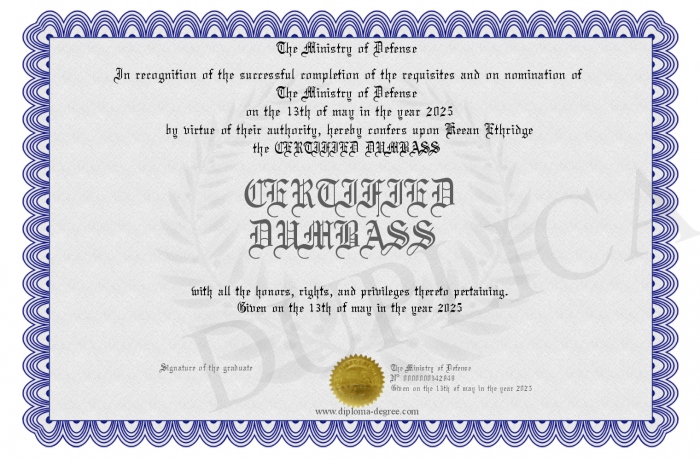 The Ministry of Defense
In recognition of the successful completion of the requisites and on nomination of
The Ministry of Defense
on the 13th of may in the year 2025
by virtue of their authority, hereby confers upon Keean Ethridge
the CERTIFIED DUMBASS
CERTIFIED
DUMBASS
with all the honors, rights, and privileges thereto pertaining.
Given on the 13th of may in the year 2025
DUPLICA
Signature of the graduate
The Ministry of Defense
Nº 0000000342949
Given on the 13th of may in the year 2025
www.diploma-degree.com